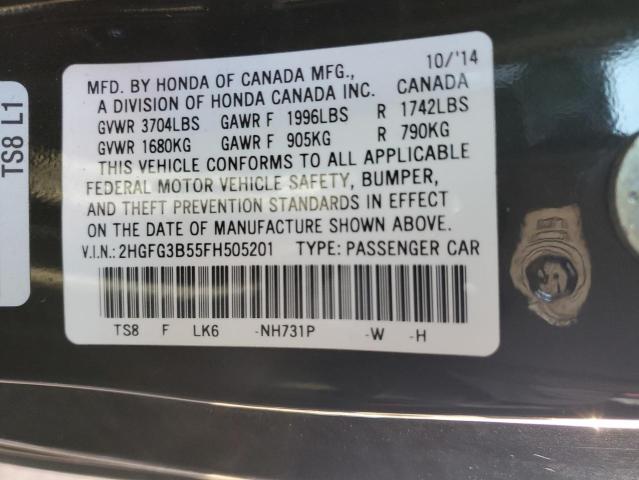 TS8 L1
10/'14
MFD. BY HONDA OF CANADA MFG.,
A DIVISION OF HONDA CANADA INC. CANADA
GVWR 3704LBS GAWR F 1996LBS R 1742LBS
GVWR 1680KG GAWR F 905KG R 790KG
THIS VEHICLE CONFORMS TO ALL APPLICABLE
FEDERAL MOTOR VEHICLE SAFETY, BUMPER,
AND THEFT PREVENTION STANDARDS IN EFFECT
ON THE DATE OF MANUFACTURE SHOWN ABOVE.
V.I.N.: 2HGFG3B55FH505201 TYPE: PASSENGER CAR
TS8 F LK6 -NH731P -W -H